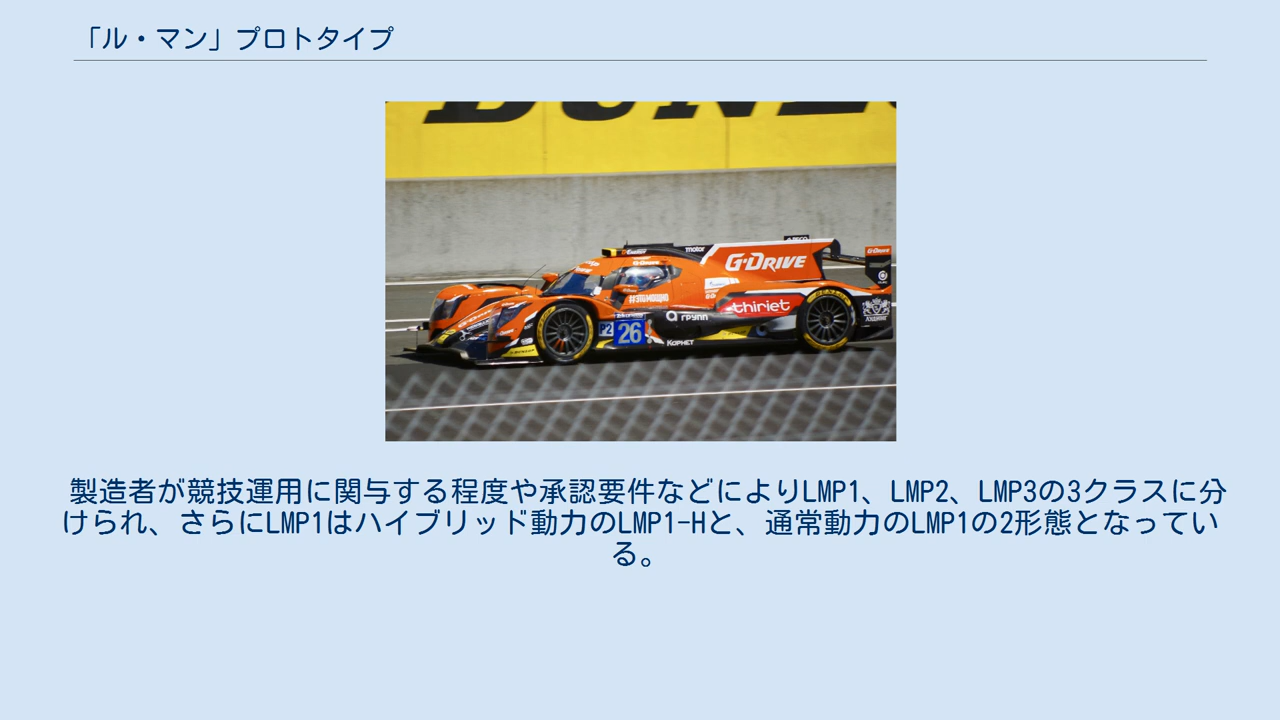 「ル・マン」プロトタイプ
G-DRIVE
motor
thiriet
P2
26
製造者が競技運用に関与する程度や承認要件などによりLMP1、LMP2、LMP3の3クラスに分
けられ、さらにLMP1はハイブリッド動力のLMP1-Hと、通常動力のLMP1の2形態となってい
る。